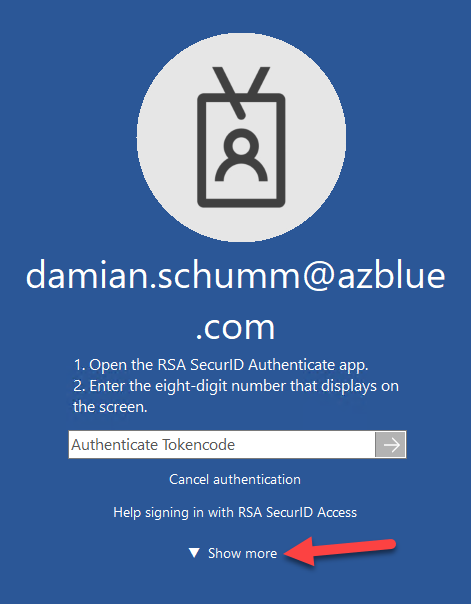 damian.schumm@azblue
.com
1. Open the RSA SecurID Authenticate app.
2. Enter the eight-digit number that displays on
the screen.
Authenticate Tokencode
Cancel authentication
Help signing in with RSA SecurID Access
▼ Show more